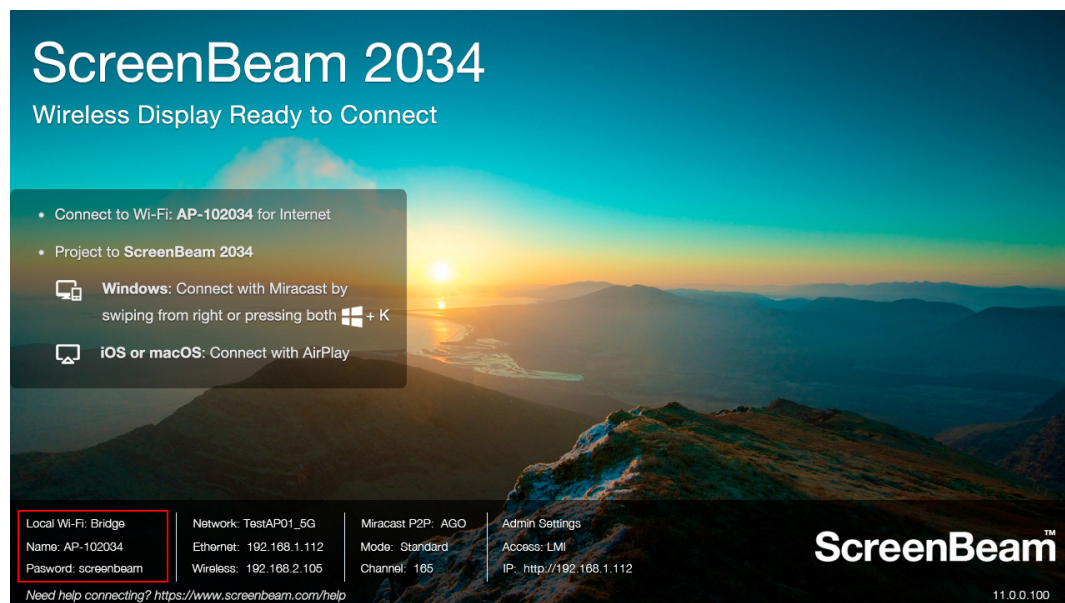 ScreenBeam 2034
Wireless Display Ready to Connect
• Connect to Wi-Fi: AP-102034 for Internet
• Project to ScreenBeam 2034
Windows: Connect with Miracast by
swiping from right or pressing both + K
iOS or macOS: Connect with AirPlay
Local Wi-Fi: Bridge
Name: AP-102034
Pasword: screenbeam
Network: TestAP01_5G
Ethernet: 192.168.1.112
Wireless: 192.168.2.105
Miracast P2P: AGO
Mode: Standard
Channel: 165
Admin Settings
Access: LMI
IP: http://192.168.1.112
ScreenBeam™
Need help connecting? https://www.screenbeam.com/help
11.0.0.100